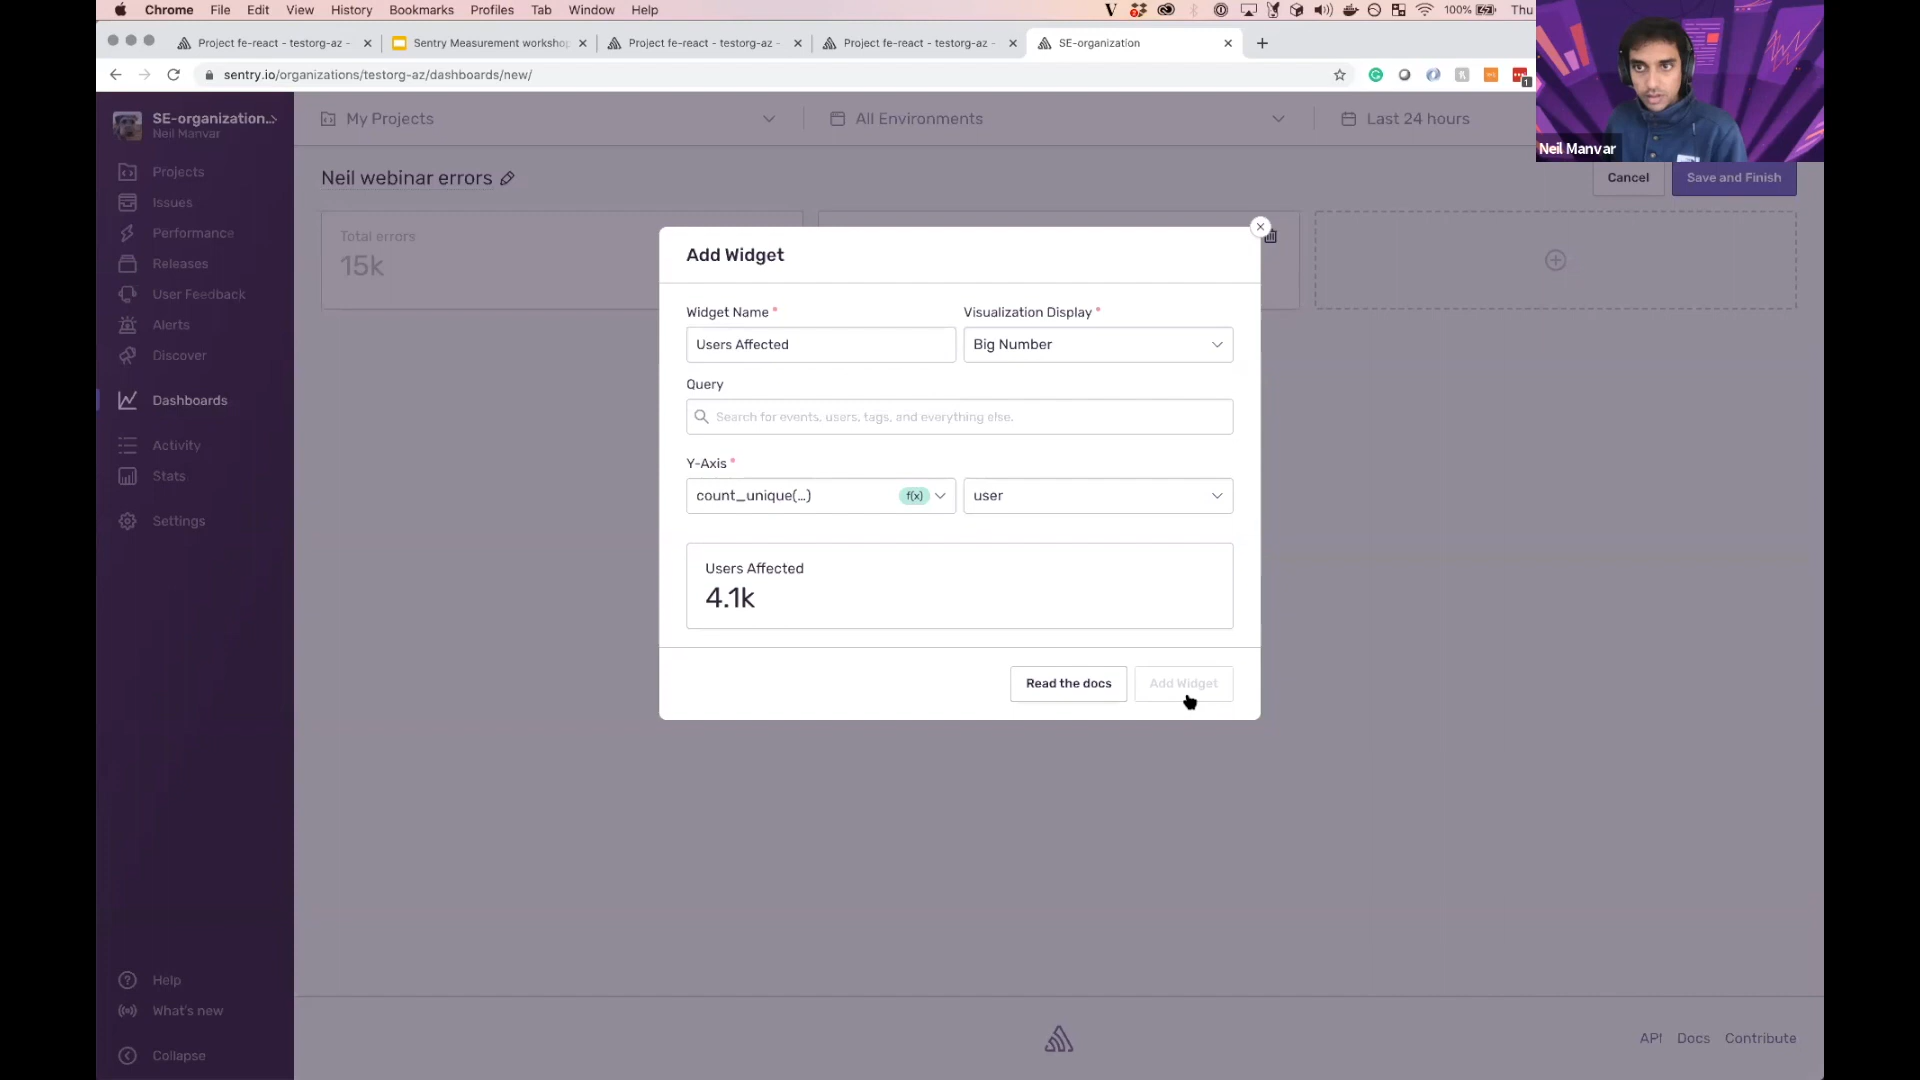 Chrome File Edit View History Bookmarks Profiles Tab Window Help 100% Thu
Project fe-react - testorg-az - Sentry Measurement worksho Project fe-react - testorg-az - Project fe-react - testorg-az - SE-organization
sentry.io/organizations/testorg-az/dashboards/new/
SE-organization...
Neil Manvar
My Projects All Environments Last 24 hours
Neil Manvar
Projects
Issues
Performance
Releases
User Feedback
Alerts
Discover
Dashboards
Activity
Stats
Settings
Help
What's new
Collapse
Neil webinar errors
Cancel Save and Finish
Total errors
15k
Add Widget
Widget Name * Visualization Display *
Users Affected Big Number
Query
Search for events, users, tags, and everything else.
Y-Axis *
count_unique(...) f(x) user
Users Affected
4.1k
Read the docs Add Widget
API Docs Contribute